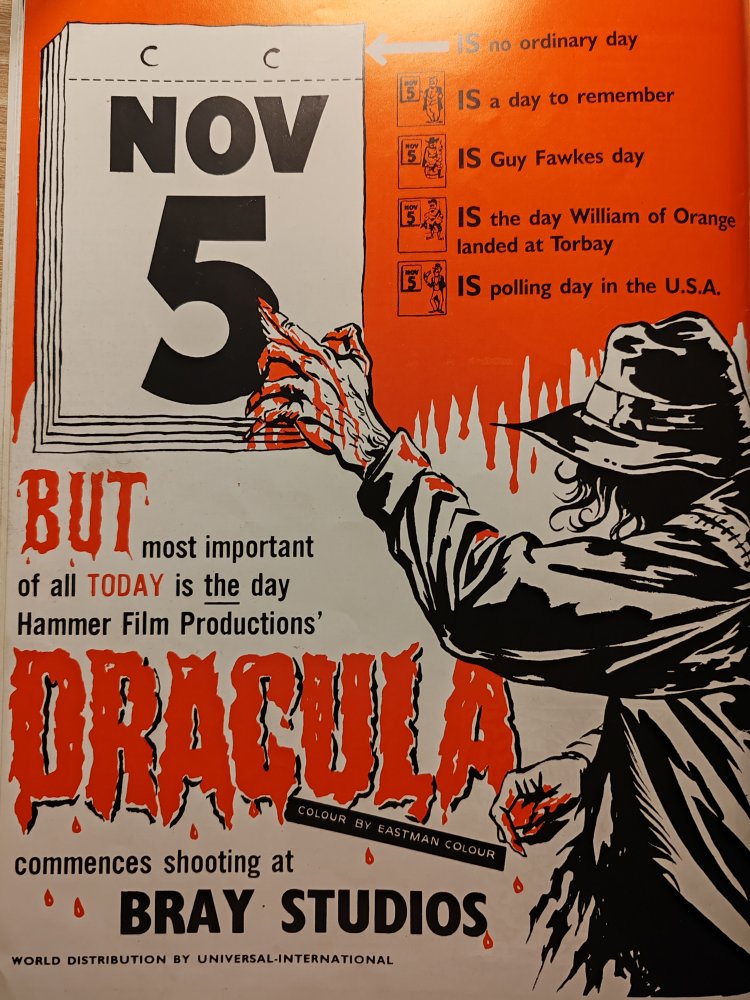 C C
NOV
5
IS no ordinary day
NOV 5
IS a day to remember
NOV 5
IS Guy Fawkes day
NOV 5
IS the day William of Orange
landed at Torbay
NOV 5
IS polling day in the U.S.A.
BUT most important
of all TODAY is the day
Hammer Film Productions'
DRACULA
COLOUR BY EASTMAN COLOUR
commences shooting at
BRAY STUDIOS
WORLD DISTRIBUTION BY UNIVERSAL-INTERNATIONAL